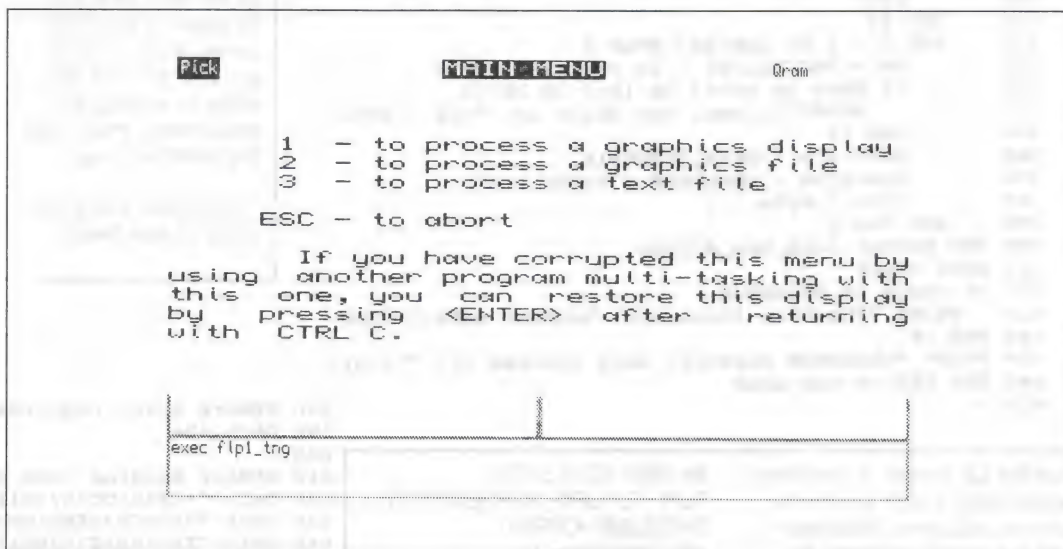 Pick MAIN MENU Qram
1 - to process a graphics display
2 - to process a graphics file
3 - to process a text file
ESC - to abort
If you have corrupted this menu by
using another program multi-tasking with
this one, you can restore this display
by pressing <ENTER> after returning
with CTRL C.
exec flp1_tng